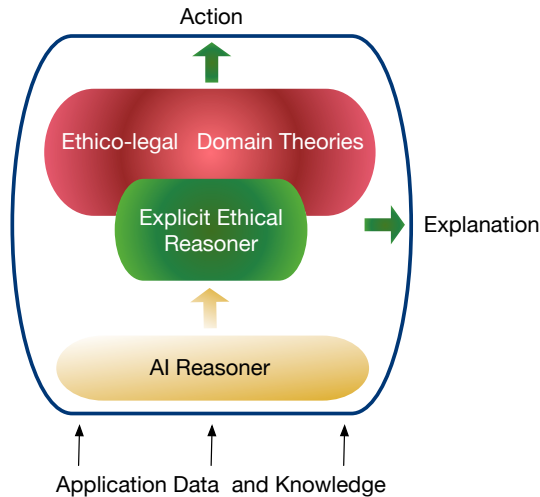 Action
Ethico-legal Domain Theories
Explicit Ethical
Reasoner
Explanation
AI Reasoner
Application Data and Knowledge